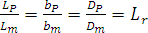 L_P/L_m = b_P/b_m = D_P/D_m = L_r